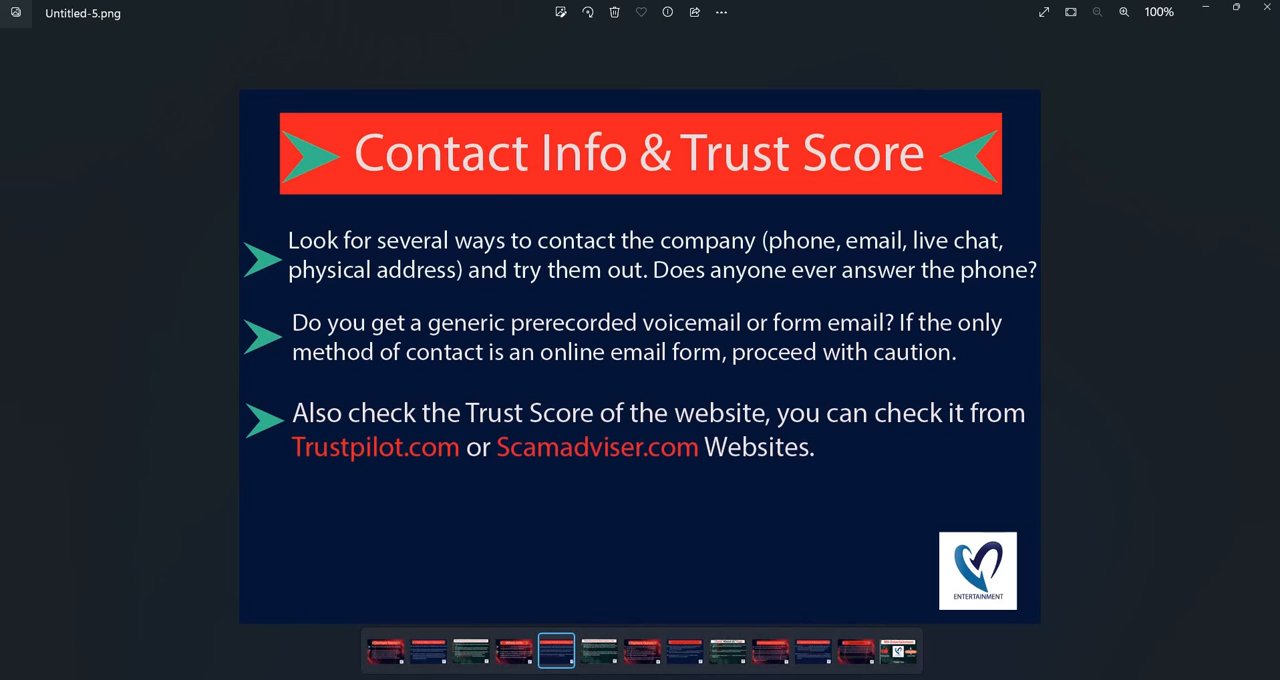 Untitled-5.png
100%
Contact Info & Trust Score
Look for several ways to contact the company (phone, email, live chat,
physical address) and try them out. Does anyone ever answer the phone?
Do you get a generic prerecorded voicemail or form email? If the only
method of contact is an online email form, proceed with caution.
Also check the Trust Score of the website, you can check it from
Trustpilot.com or Scamadviser.com Websites.
ENTERTAINMENT